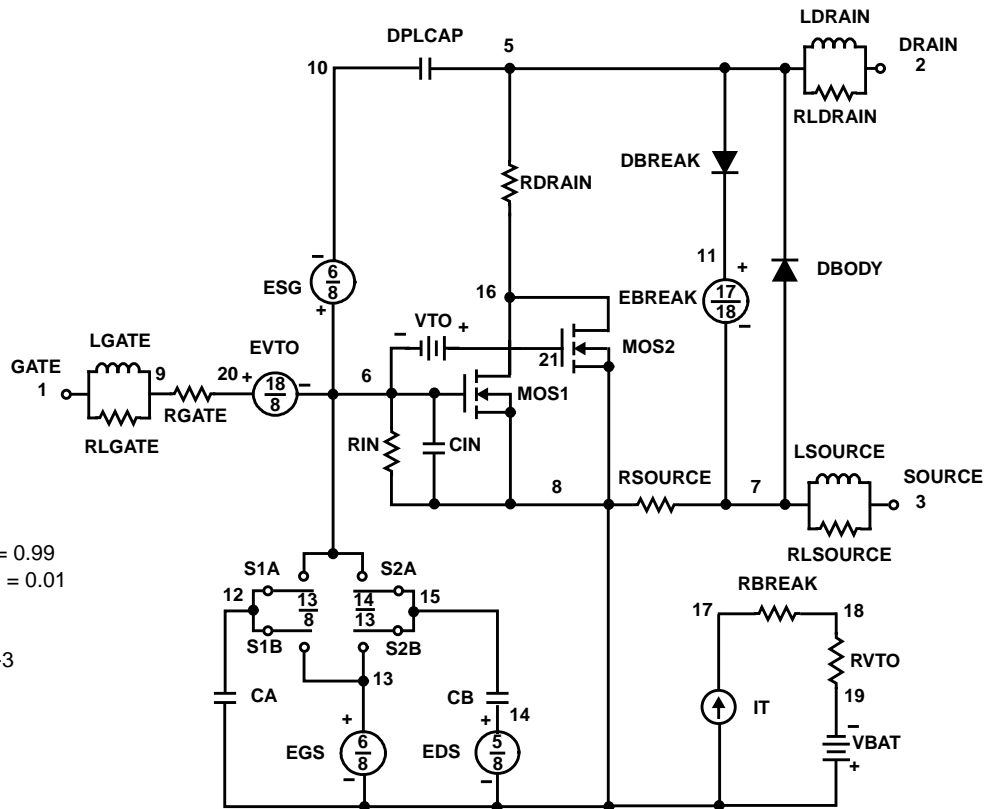 LDRAIN
DPLCAP 5 DRAIN
10 2
RLDRAIN
DBREAK
RDRAIN
11 +
− DBODY
ESG 6/8 16 EBREAK 17/18
+ −
LGATE − VTO + MOS2
EVTO 21
GATE 9 20 + 18/8 − 6 MOS1
1
RGATE
RLGATE RIN CIN LSOURCE
8 RSOURCE 7 SOURCE
3
= 0.99 RLSOURCE
= 0.01 S1A S2A RBREAK
12 13/8 14/13 15 17 18
S1B S2B RVTO
-3 13
CA CB 19
+ + 14 IT −
EGS 6/8 EDS 5/8 VBAT
− − +